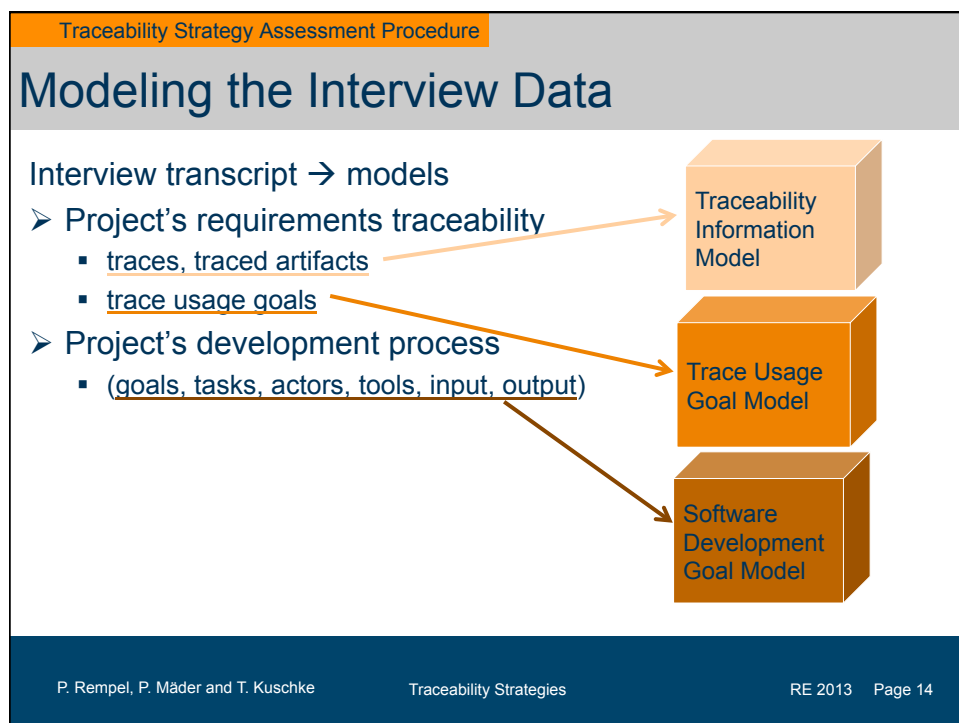 Traceability Strategy Assessment Procedure
Modeling the Interview Data
Interview transcript → models
➢ Project's requirements traceability
▪ traces, traced artifacts
▪ trace usage goals
➢ Project's development process
▪ (goals, tasks, actors, tools, input, output)
Traceability
Information
Model
Trace Usage
Goal Model
Software
Development
Goal Model
P. Rempel, P. Mäder and T. Kuschke Traceability Strategies RE 2013 Page 14